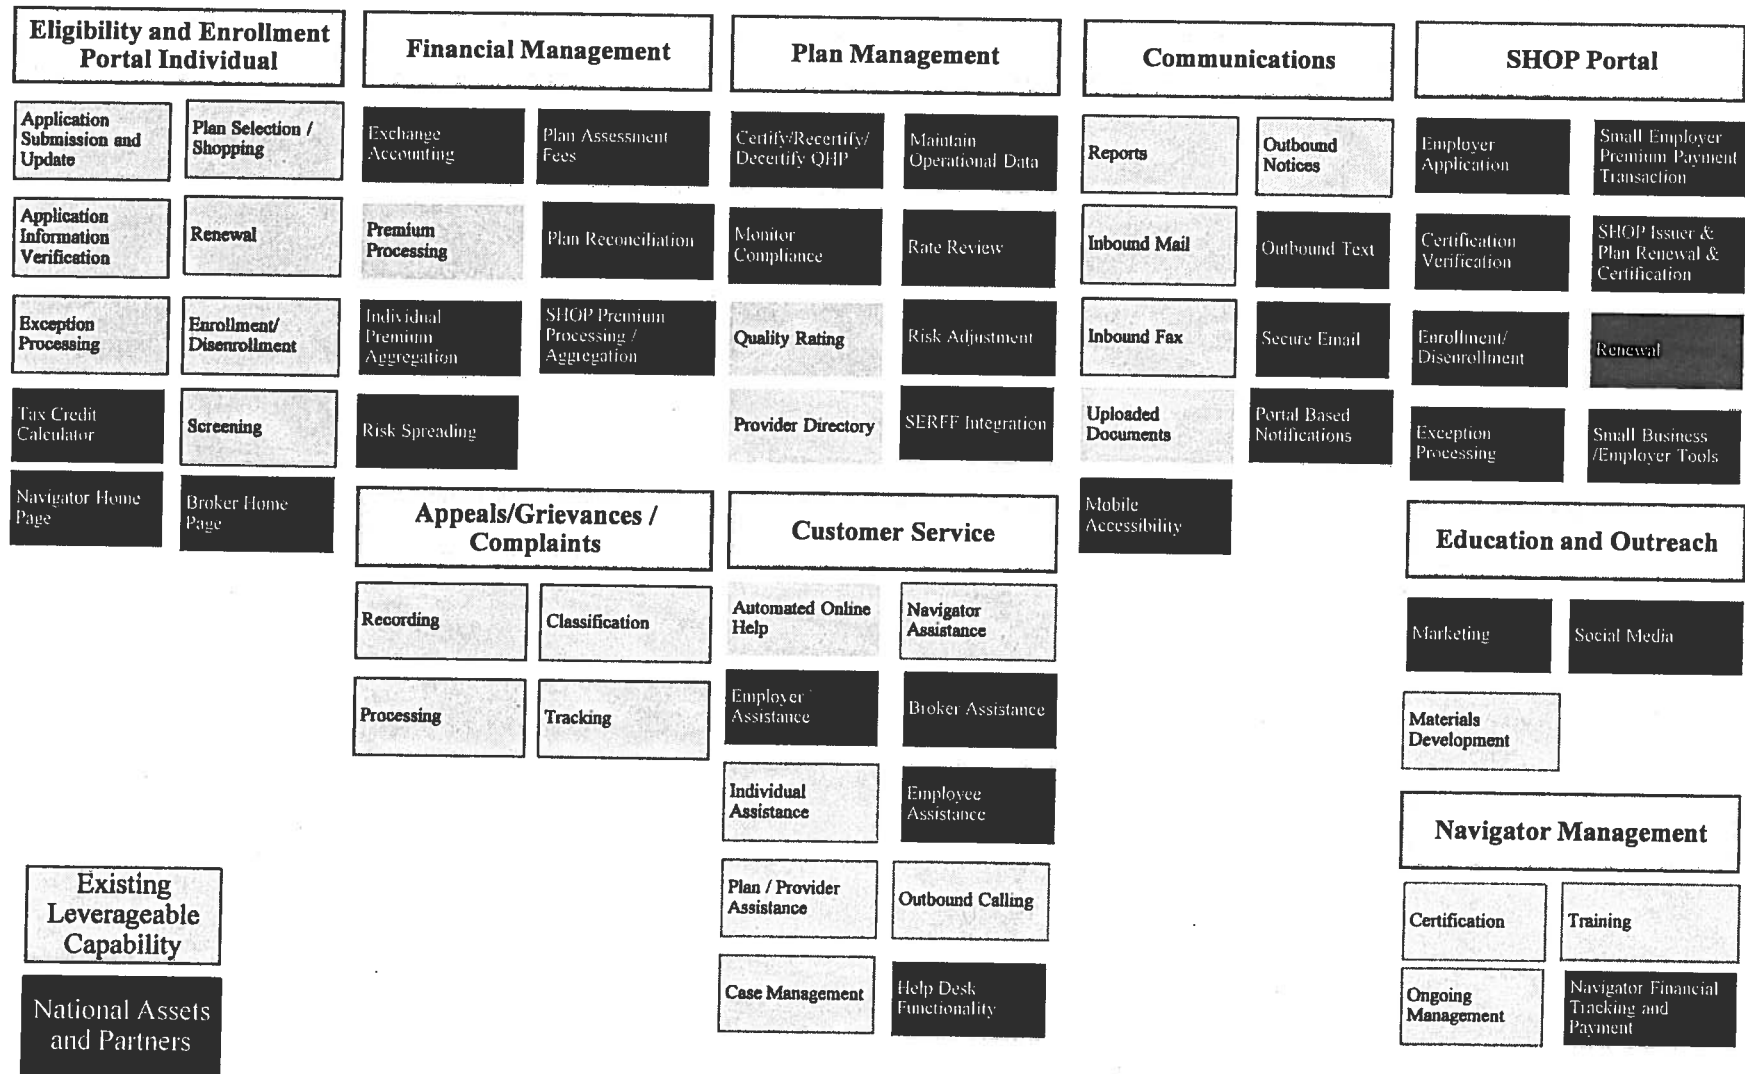 Eligibility and Enrollment
Portal Individual
Application
Submission and
Update
Plan Selection /
Shopping
Application
Information
Verification
Renewal
Exception
Processing
Enrollment/
Disenrollment
Tax Credit
Calculator
Screening
Navigator Home
Page
Broker Home
Page
Financial Management
Exchange
Accounting
Plan Assessment
Fees
Premium
Processing
Plan Reconciliation
Individual
Premium
Aggregation
SHOP Premium
Processing /
Aggregation
Risk Spreading
Appeals/Grievances /
Complaints
Recording
Classification
Processing
Tracking
Plan Management
Certify/Recertify/
Decertify QHP
Maintain
Operational Data
Monitor
Compliance
Rate Review
Quality Rating
Risk Adjustment
Provider Directory
SERFF Integration
Customer Service
Automated Online
Help
Navigator
Assistance
Employer
Assistance
Broker Assistance
Individual
Assistance
Employee
Assistance
Plan / Provider
Assistance
Outbound Calling
Case Management
Help Desk
Functionality
Communications
Reports
Outbound
Notices
Inbound Mail
Outbound Text
Inbound Fax
Secure Email
Uploaded
Documents
Portal Based
Notifications
Mobile
Accessibility
SHOP Portal
Employer
Application
Small Employer
Premium Payment
Transaction
Certification
Verification
SHOP Issuer &
Plan Renewal &
Certification
Enrollment/
Disenrollment
Renewal
Exception
Processing
Small Business
/Employer Tools
Education and Outreach
Marketing
Social Media
Materials
Development
Navigator Management
Certification
Training
Ongoing
Management
Navigator Financial
Tracking and
Payment
Existing
Leverageable
Capability
National Assets
and Partners